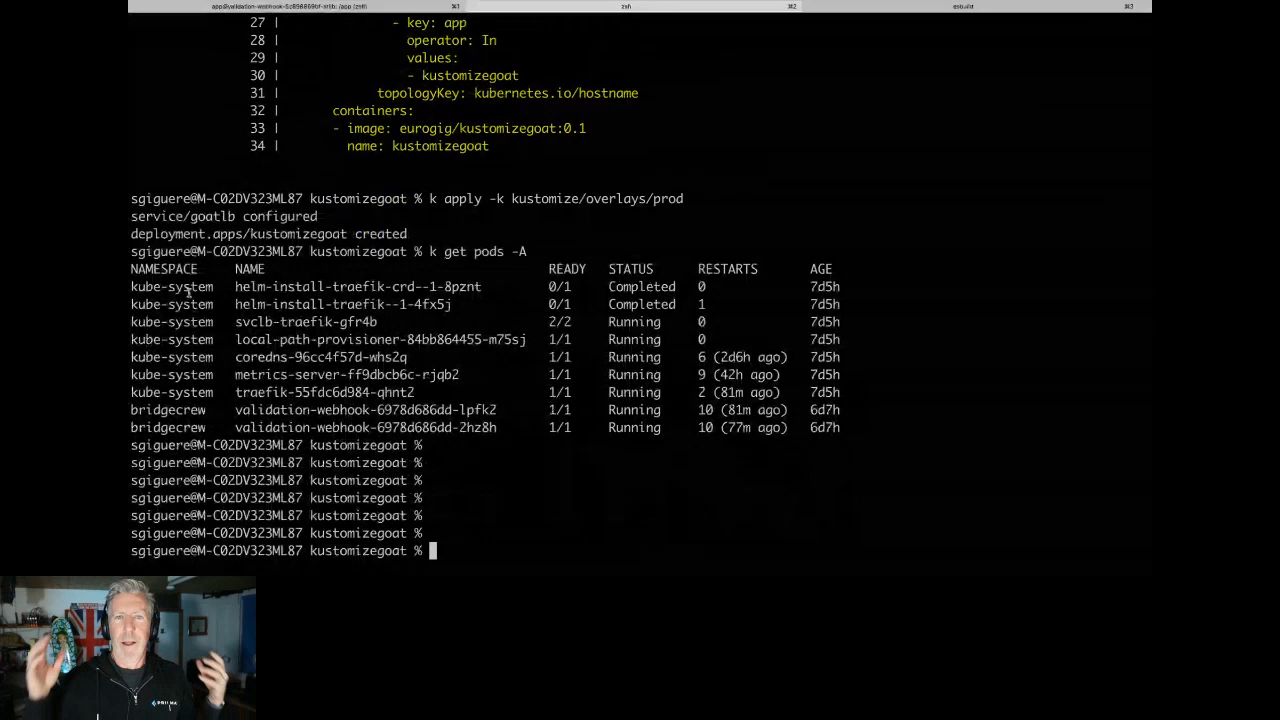 zsh
⌘1
⌘2
esbuild
⌘3
27 | - key: app
28 | operator: In
29 | values:
30 | - kustomizegoat
31 | topologyKey: kubernetes.io/hostname
32 | containers:
33 | - image: eurogig/kustomizegoat:0.1
34 | name: kustomizegoat
sgiguere@M-C02DV323ML87 kustomizegoat % k apply -k kustomize/overlays/prod
service/goatlb configured
deployment.apps/kustomizegoat created
sgiguere@M-C02DV323ML87 kustomizegoat % k get pods -A
NAMESPACE NAME READY STATUS RESTARTS AGE
kube-system helm-install-traefik-crd--1-8pznt 0/1 Completed 0 7d5h
kube-system helm-install-traefik--1-4fx5j 0/1 Completed 1 7d5h
kube-system svclb-traefik-gfr4b 2/2 Running 0 7d5h
kube-system local-path-provisioner-84bb864455-m75sj 1/1 Running 0 7d5h
kube-system coredns-96cc4f57d-whs2q 1/1 Running 6 (2d6h ago) 7d5h
kube-system metrics-server-ff9dbcb6c-rjqb2 1/1 Running 9 (42h ago) 7d5h
kube-system traefik-55fdc6d984-qhnt2 1/1 Running 2 (81m ago) 7d5h
bridgecrew validation-webhook-6978d686dd-lpfk2 1/1 Running 10 (81m ago) 6d7h
bridgecrew validation-webhook-6978d686dd-2hz8h 1/1 Running 10 (77m ago) 6d7h
sgiguere@M-C02DV323ML87 kustomizegoat %
sgiguere@M-C02DV323ML87 kustomizegoat %
sgiguere@M-C02DV323ML87 kustomizegoat %
sgiguere@M-C02DV323ML87 kustomizegoat %
sgiguere@M-C02DV323ML87 kustomizegoat %
sgiguere@M-C02DV323ML87 kustomizegoat %
sgiguere@M-C02DV323ML87 kustomizegoat %